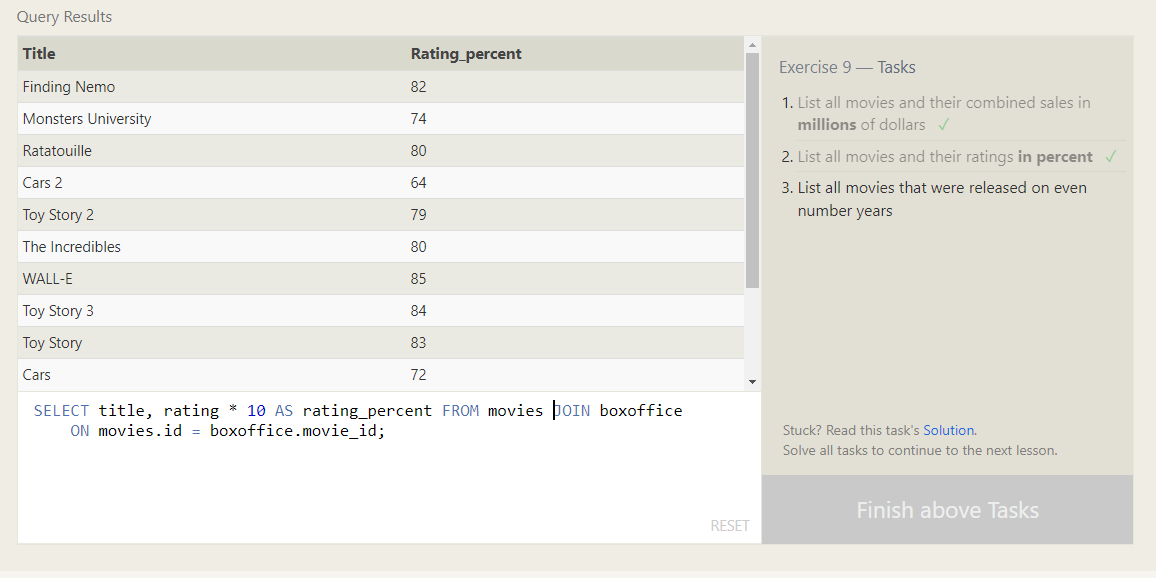 Query Results
Title Rating_percent
Finding Nemo 82
Monsters University 74
Ratatouille 80
Cars 2 64
Toy Story 2 79
The Incredibles 80
WALL-E 85
Toy Story 3 84
Toy Story 83
Cars 72
SELECT title, rating * 10 AS rating_percent FROM movies JOIN boxoffice
ON movies.id = boxoffice.movie_id;
RESET
Exercise 9 — Tasks
1. List all movies and their combined sales in
millions of dollars ✓
2. List all movies and their ratings in percent ✓
3. List all movies that were released on even
number years
Stuck? Read this task's Solution.
Solve all tasks to continue to the next lesson.
Finish above Tasks